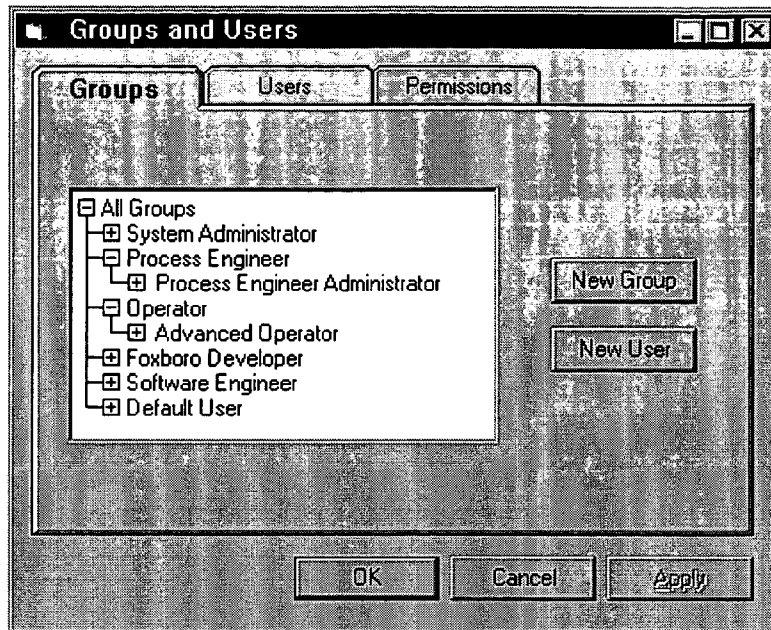 Groups and Users
Groups Users Permissions
All Groups
System Administrator
Process Engineer
Process Engineer Administrator
Operator
Advanced Operator
Foxboro Developer
Software Engineer
Default User
New Group
New User
OK Cancel Apply